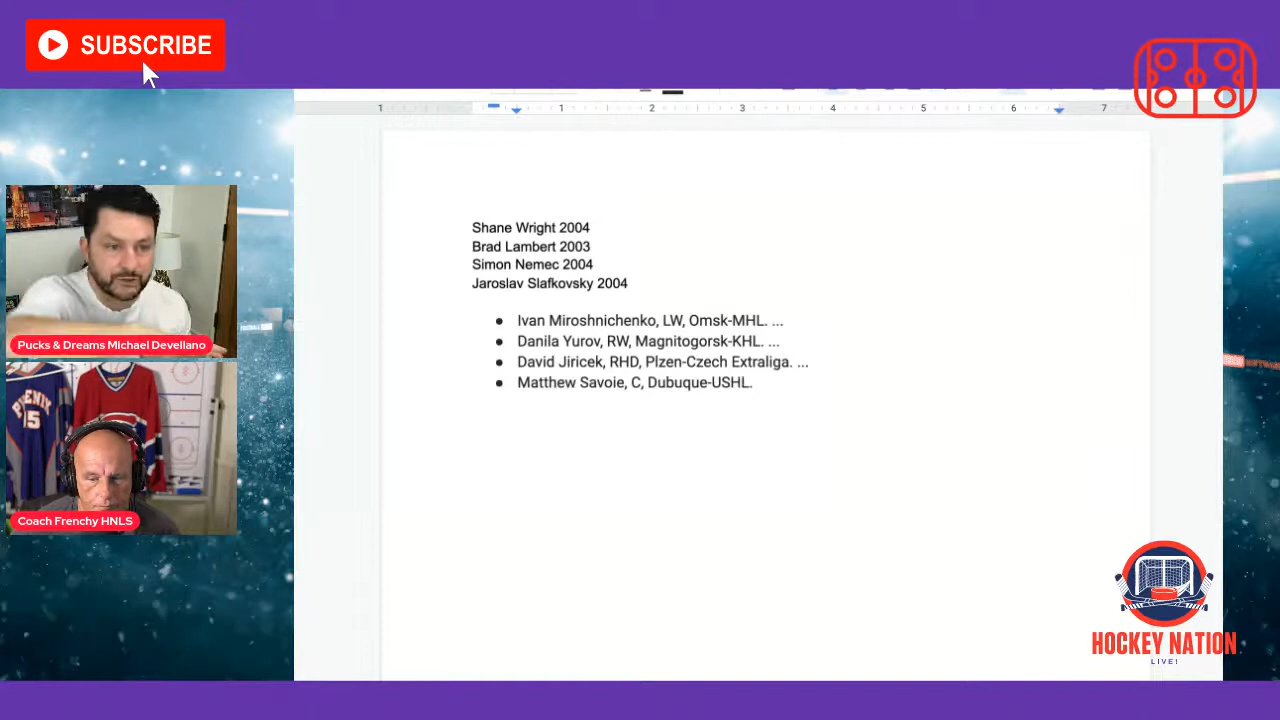 SUBSCRIBE
1 1 2 3 4 5 6 7
Shane Wright 2004
Brad Lambert 2003
Simon Nemec 2004
Jaroslav Slafkovsky 2004
● Ivan Miroshnichenko, LW, Omsk-MHL. ...
● Danila Yurov, RW, Magnitogorsk-KHL. ...
● David Jiricek, RHD, Plzen-Czech Extraliga. ...
● Matthew Savoie, C, Dubuque-USHL.
Pucks & Dreams Michael Devellano
PHOENIX
15
Coach Frenchy HNLS
HOCKEY NATION
LIVE!